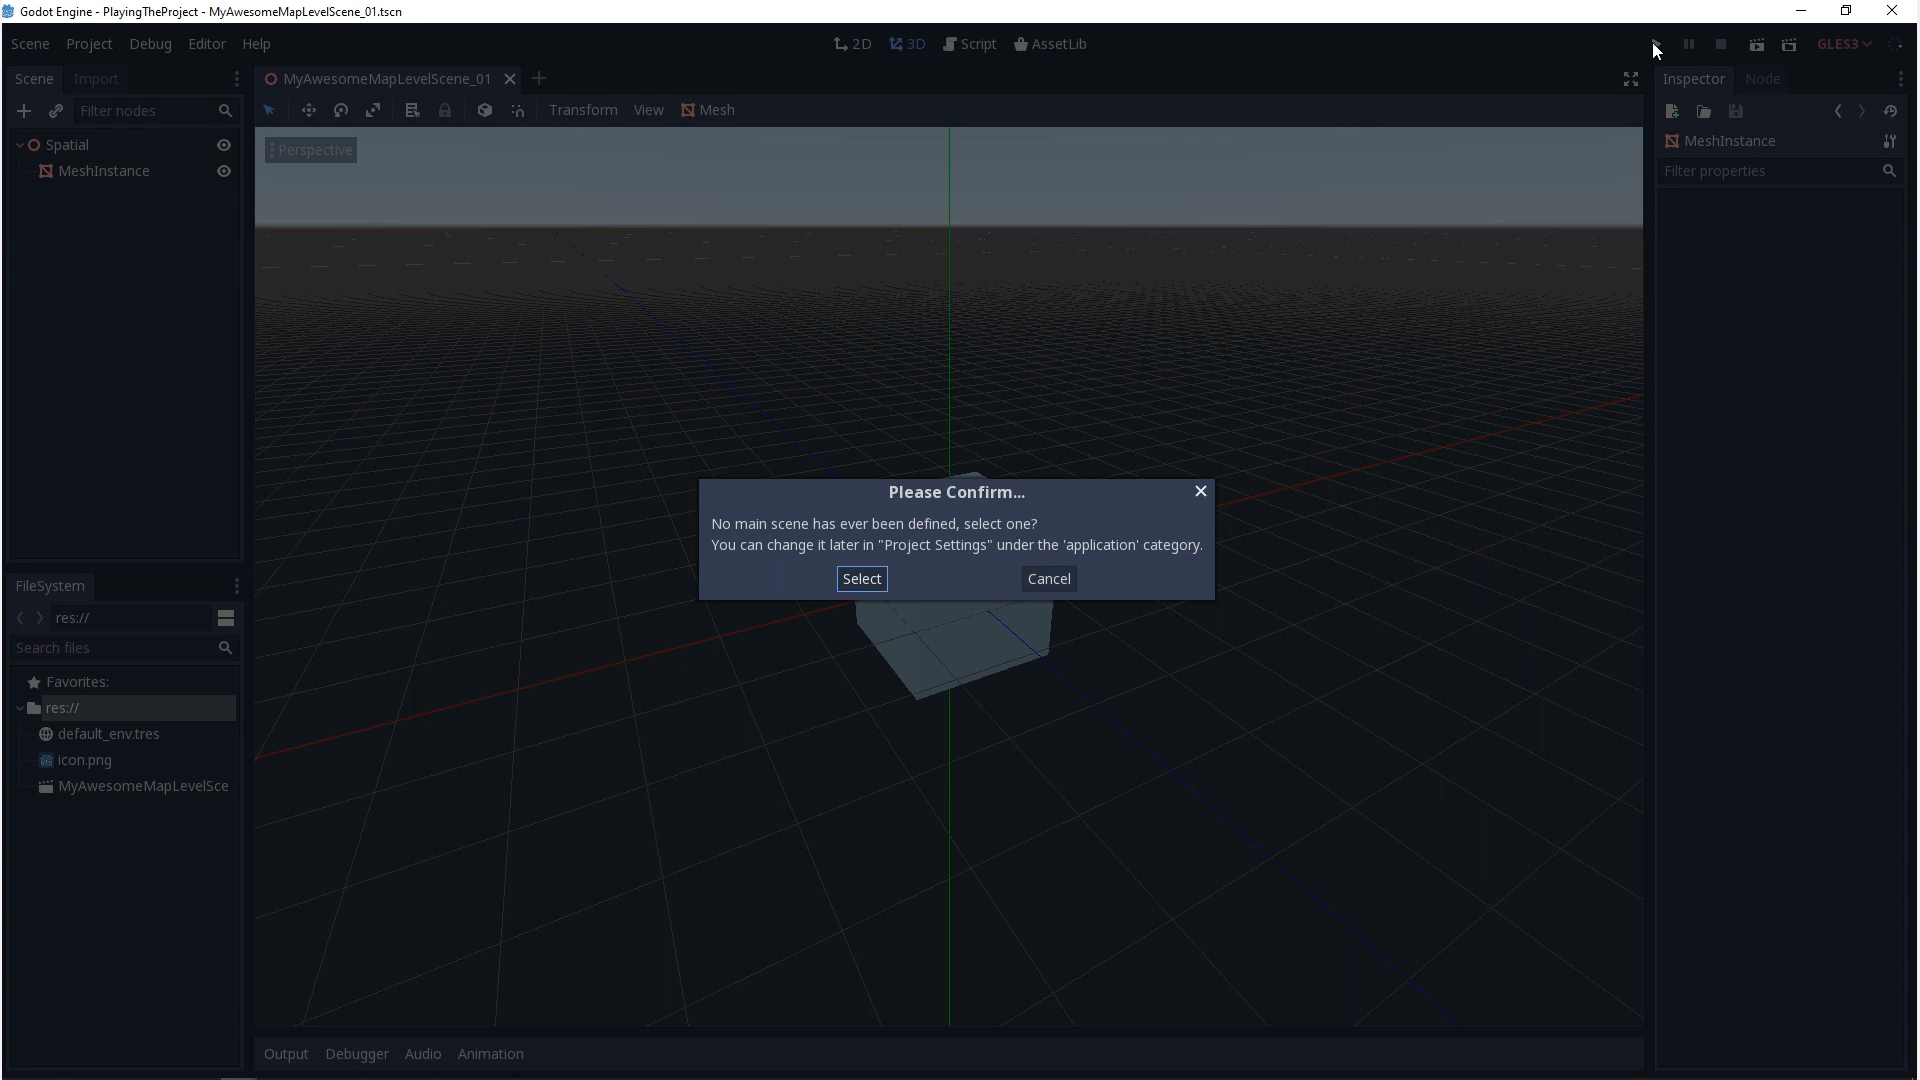 Godot Engine - PlayingTheProject - MyAwesomeMapLevelScene_01.tscn
Scene Project Debug Editor Help
2D 3D Script AssetLib
GLES3
Scene Import
MyAwesomeMapLevelScene_01
Inspector Node
Filter nodes
Transform View Mesh
Spatial
MeshInstance
Perspective
MeshInstance
Filter properties
Please Confirm...
No main scene has ever been defined, select one?
You can change it later in "Project Settings" under the 'application' category.
Select Cancel
FileSystem
res://
Search files
Favorites:
res://
default_env.tres
icon.png
MyAwesomeMapLevelSce
Output Debugger Audio Animation